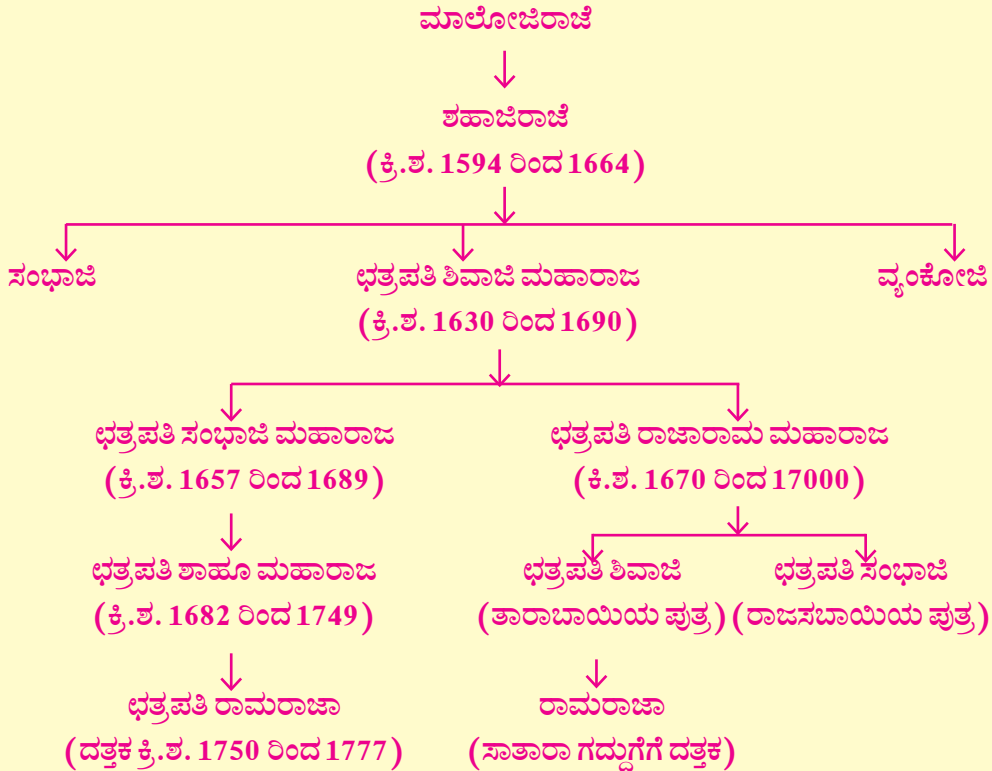 ಮಾಲೋಜಿರಾಜೆ
ಶಹಾಜಿರಾಜೆ
(ಕ್ರಿ.ಶ. 1594 ರಿಂದ 1664)
ಸಂಭಾಜಿ ಛತ್ರಪತಿ ಶಿವಾಜಿ ಮಹಾರಾಜ ವ್ಯಂಕೋಜಿ
(ಕ್ರಿ.ಶ. 1630 ರಿಂದ 1690)
ಛತ್ರಪತಿ ಸಂಭಾಜಿ ಮಹಾರಾಜ ಛತ್ರಪತಿ ರಾಜಾರಾಮ ಮಹಾರಾಜ
(ಕ್ರಿ.ಶ. 1657 ರಿಂದ 1689) (ಕಿ.ಶ. 1670 ರಿಂದ 17000)
ಛತ್ರಪತಿ ಶಾಹೂ ಮಹಾರಾಜ ಛತ್ರಪತಿ ಶಿವಾಜಿ ಛತ್ರಪತಿ ಸಂಭಾಜಿ
(ಕ್ರಿ.ಶ. 1682 ರಿಂದ 1749) (ತಾರಾಬಾಯಿಯ ಪುತ್ರ) (ರಾಜಸಬಾಯಿಯ ಪುತ್ರ)
ಛತ್ರಪತಿ ರಾಮರಾಜಾ ರಾಮರಾಜಾ
(ದತ್ತಕ ಕ್ರಿ.ಶ. 1750 ರಿಂದ 1777) (ಸಾತಾರಾ ಗದ್ದುಗೆಗೆ ದತ್ತಕ)